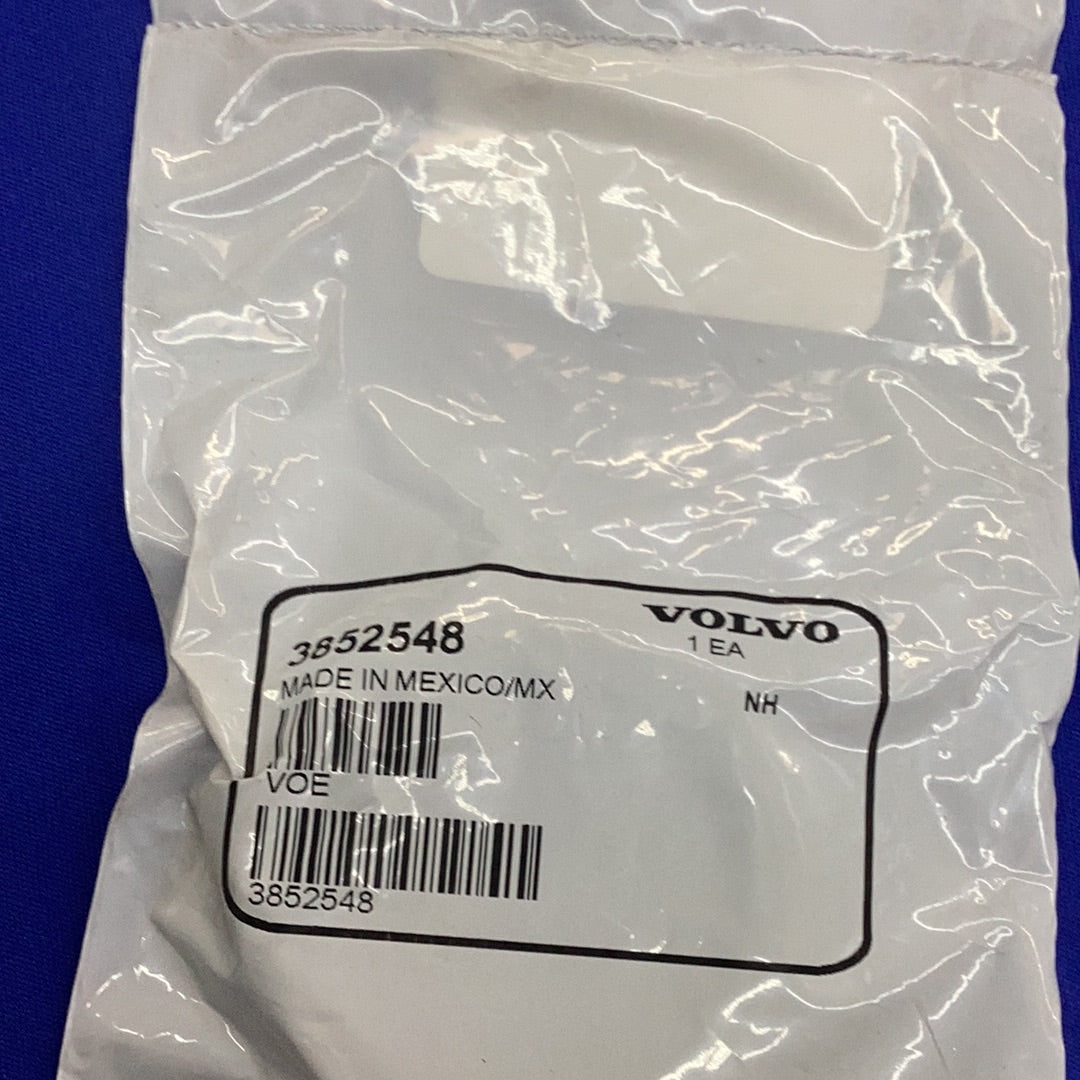 3852548
VOLVO
1 EA
MADE IN MEXICO/MX
NH
VOE
3852548